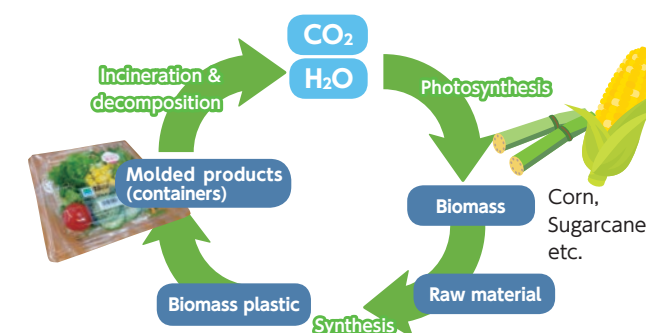 CO₂
H₂O
Incineration &
decomposition
Photosynthesis
Molded products
(containers)
Biomass
Corn,
Sugarcane
etc.
Biomass plastic
Raw material
Synthesis